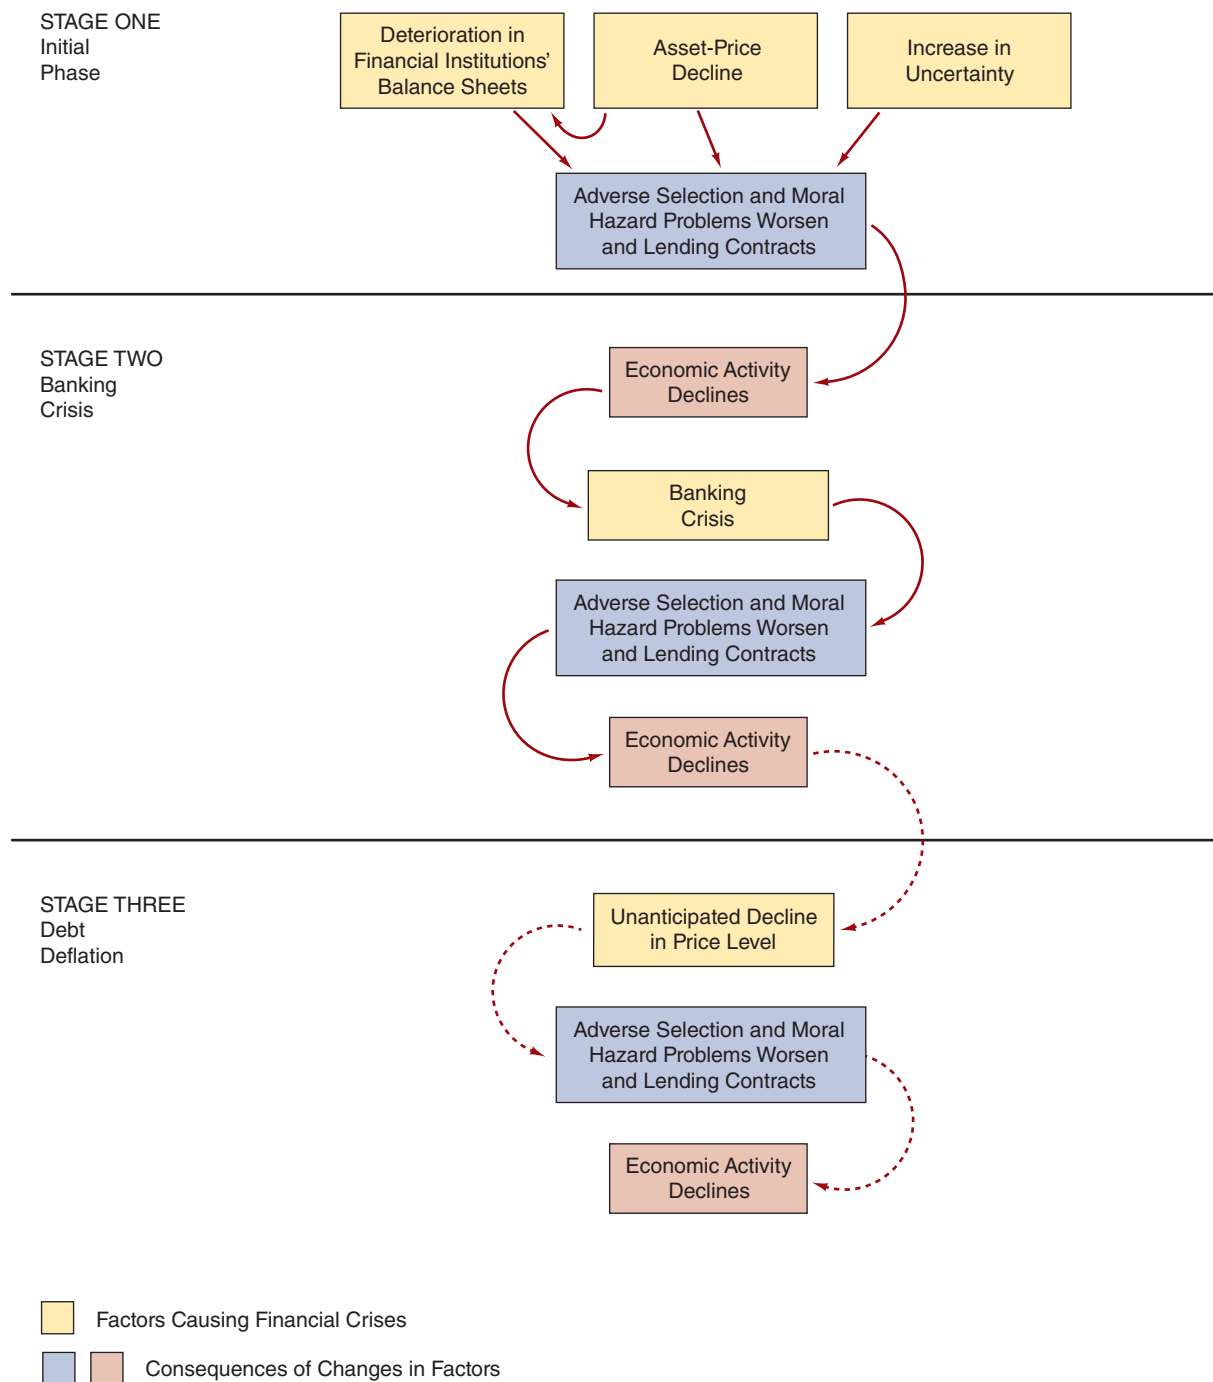 STAGE ONE
Initial
Phase
Deterioration in
Financial Institutions’
Balance Sheets
Asset-Price
Decline
Increase in
Uncertainty
Adverse Selection and Moral
Hazard Problems Worsen
and Lending Contracts
STAGE TWO
Banking
Crisis
Economic Activity
Declines
Banking
Crisis
Adverse Selection and Moral
Hazard Problems Worsen
and Lending Contracts
Economic Activity
Declines
STAGE THREE
Debt
Deflation
Unanticipated Decline
in Price Level
Adverse Selection and Moral
Hazard Problems Worsen
and Lending Contracts
Economic Activity
Declines
Factors Causing Financial Crises
Consequences of Changes in Factors